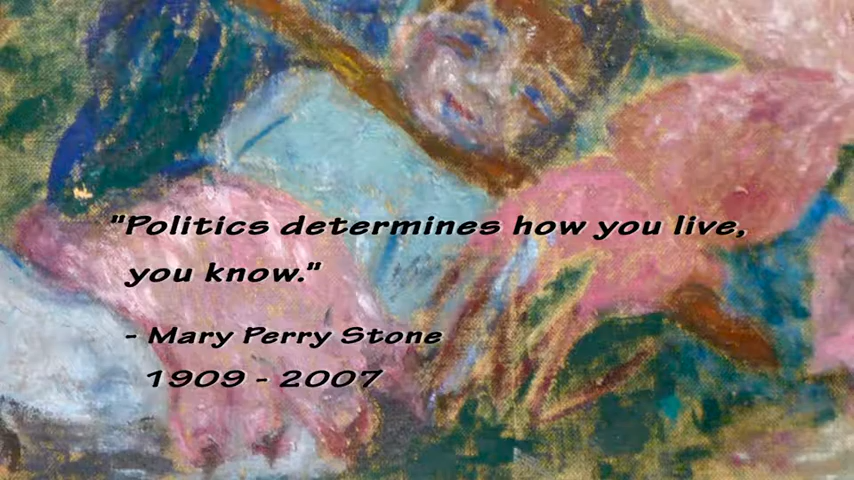 "Politics determines how you live,
you know."
- Mary Perry Stone
1909 - 2007